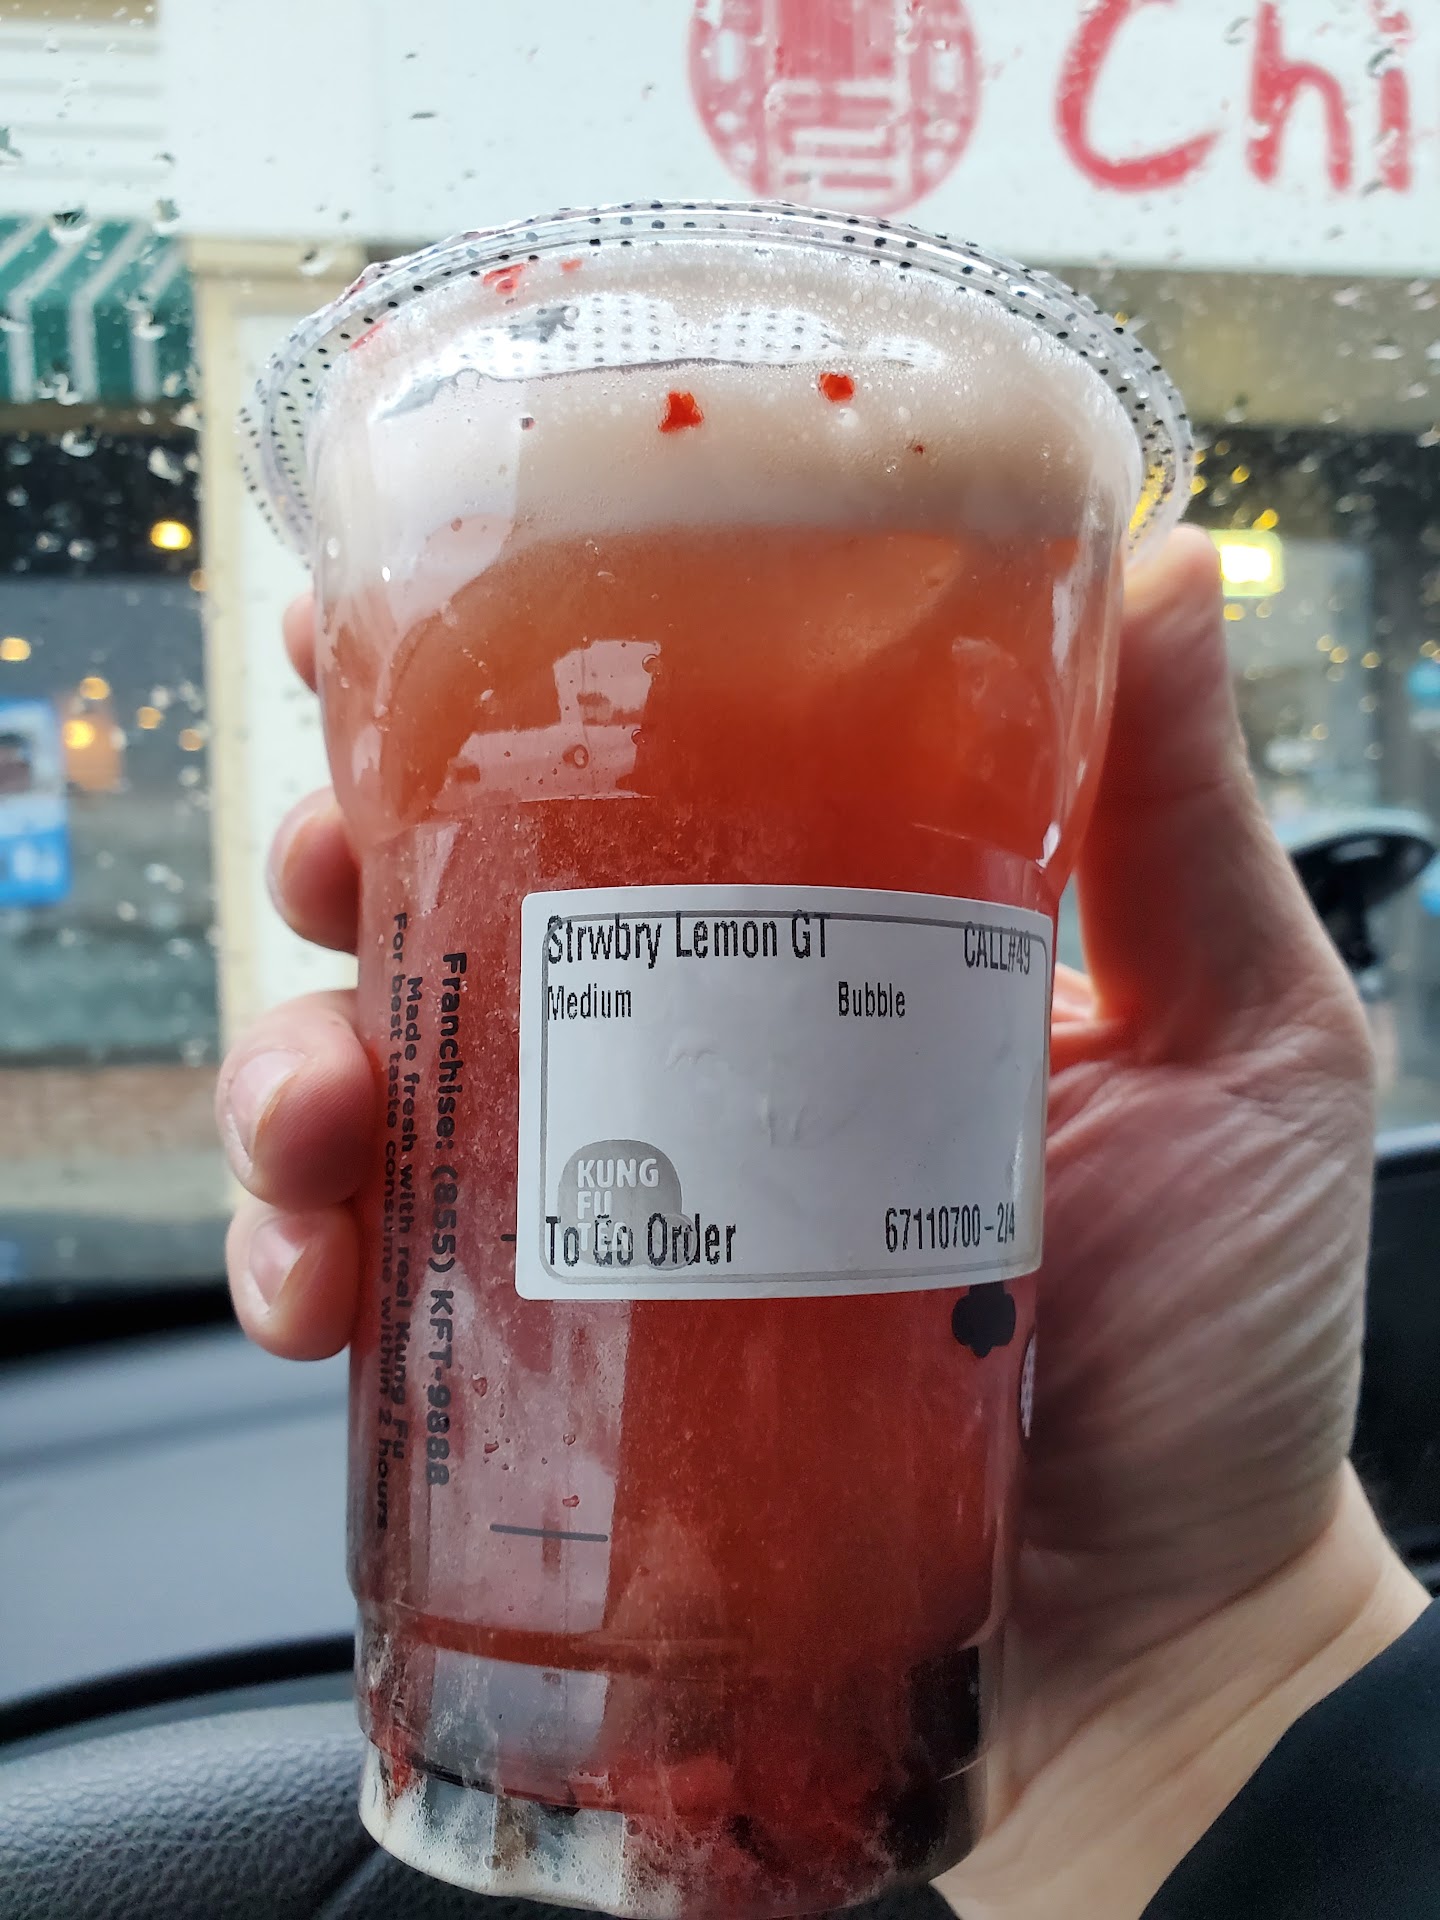 Chi
Strwbry Lemon GT CALL#49
Medium Bubble
KUNG
FU
TEA
To Go Order 67110700-2/4
Franchise: (855) KFT-9888
Made fresh with real Kung Fu
For best taste consume within 2 hours